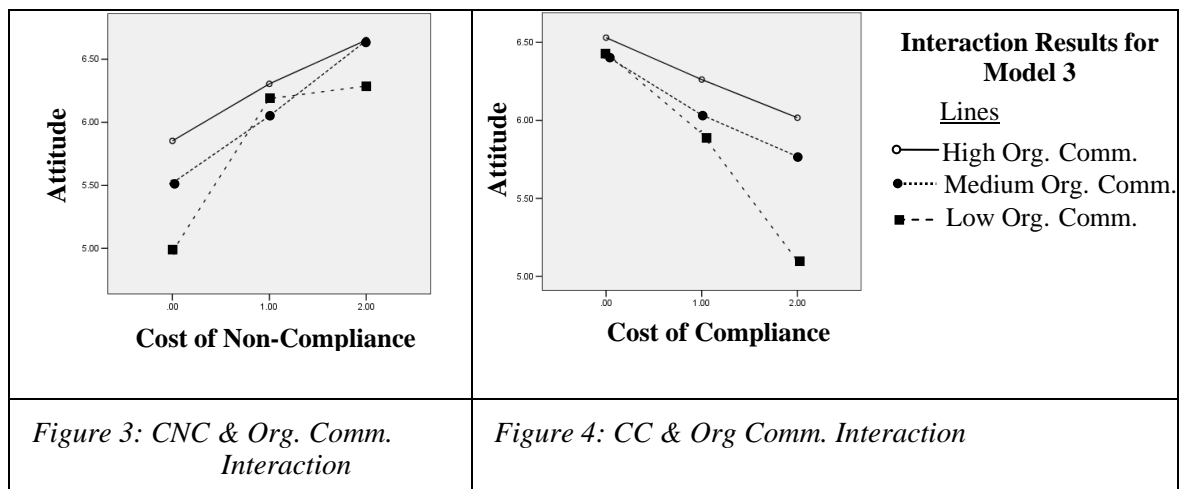 Attitude
6.50
6.00
5.50
5.00
.00 1.00 2.00
Cost of Non-Compliance
Attitude
6.50
6.00
5.50
5.00
.00 1.00 2.00
Cost of Compliance
Interaction Results for
Model 3
Lines
High Org. Comm.
Medium Org. Comm.
Low Org. Comm.
Figure 3: CNC & Org. Comm.
Interaction
Figure 4: CC & Org Comm. Interaction